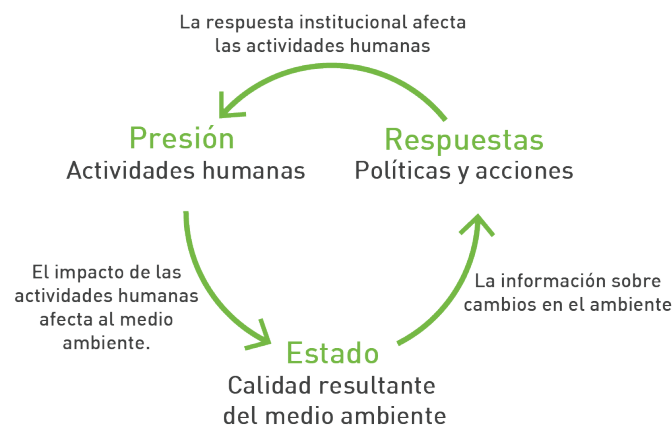 La respuesta institucional afecta
las actividades humanas
Presión
Actividades humanas
Respuestas
Políticas y acciones
El impacto de las
actividades humanas
afecta al medio
ambiente.
La información sobre
cambios en el ambiente
Estado
Calidad resultante
del medio ambiente